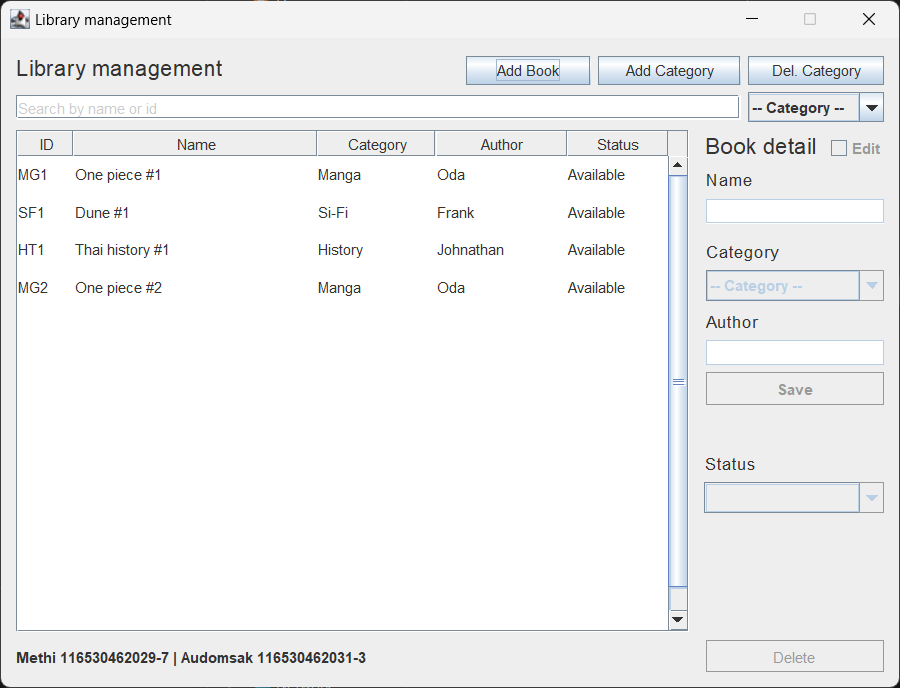 Library management
Library management
Add Book
Add Category
Del. Category
Search by name or id
-- Category --
ID Name Category Author Status
MG1 One piece #1 Manga Oda Available
SF1 Dune #1 Si-Fi Frank Available
HT1 Thai history #1 History Johnathan Available
MG2 One piece #2 Manga Oda Available
Book detail
Edit
Name
Category
-- Category --
Author
Save
Status
Delete
Methi 116530462029-7 | Audomsak 116530462031-3